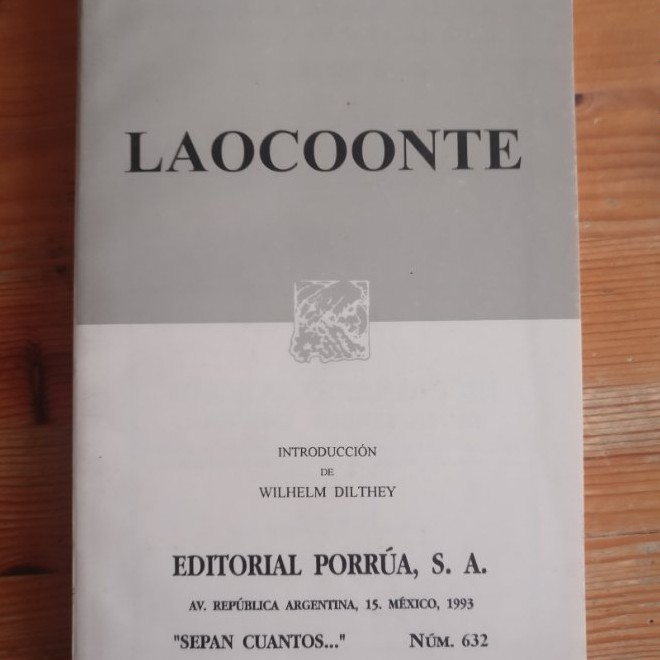 LAOCOONTE
INTRODUCCIÓN
DE
WILHELM DILTHEY
EDITORIAL PORRÚA, S. A.
AV. REPÚBLICA ARGENTINA, 15. MÉXICO, 1993
"SEPAN CUANTOS..." NÚM. 632